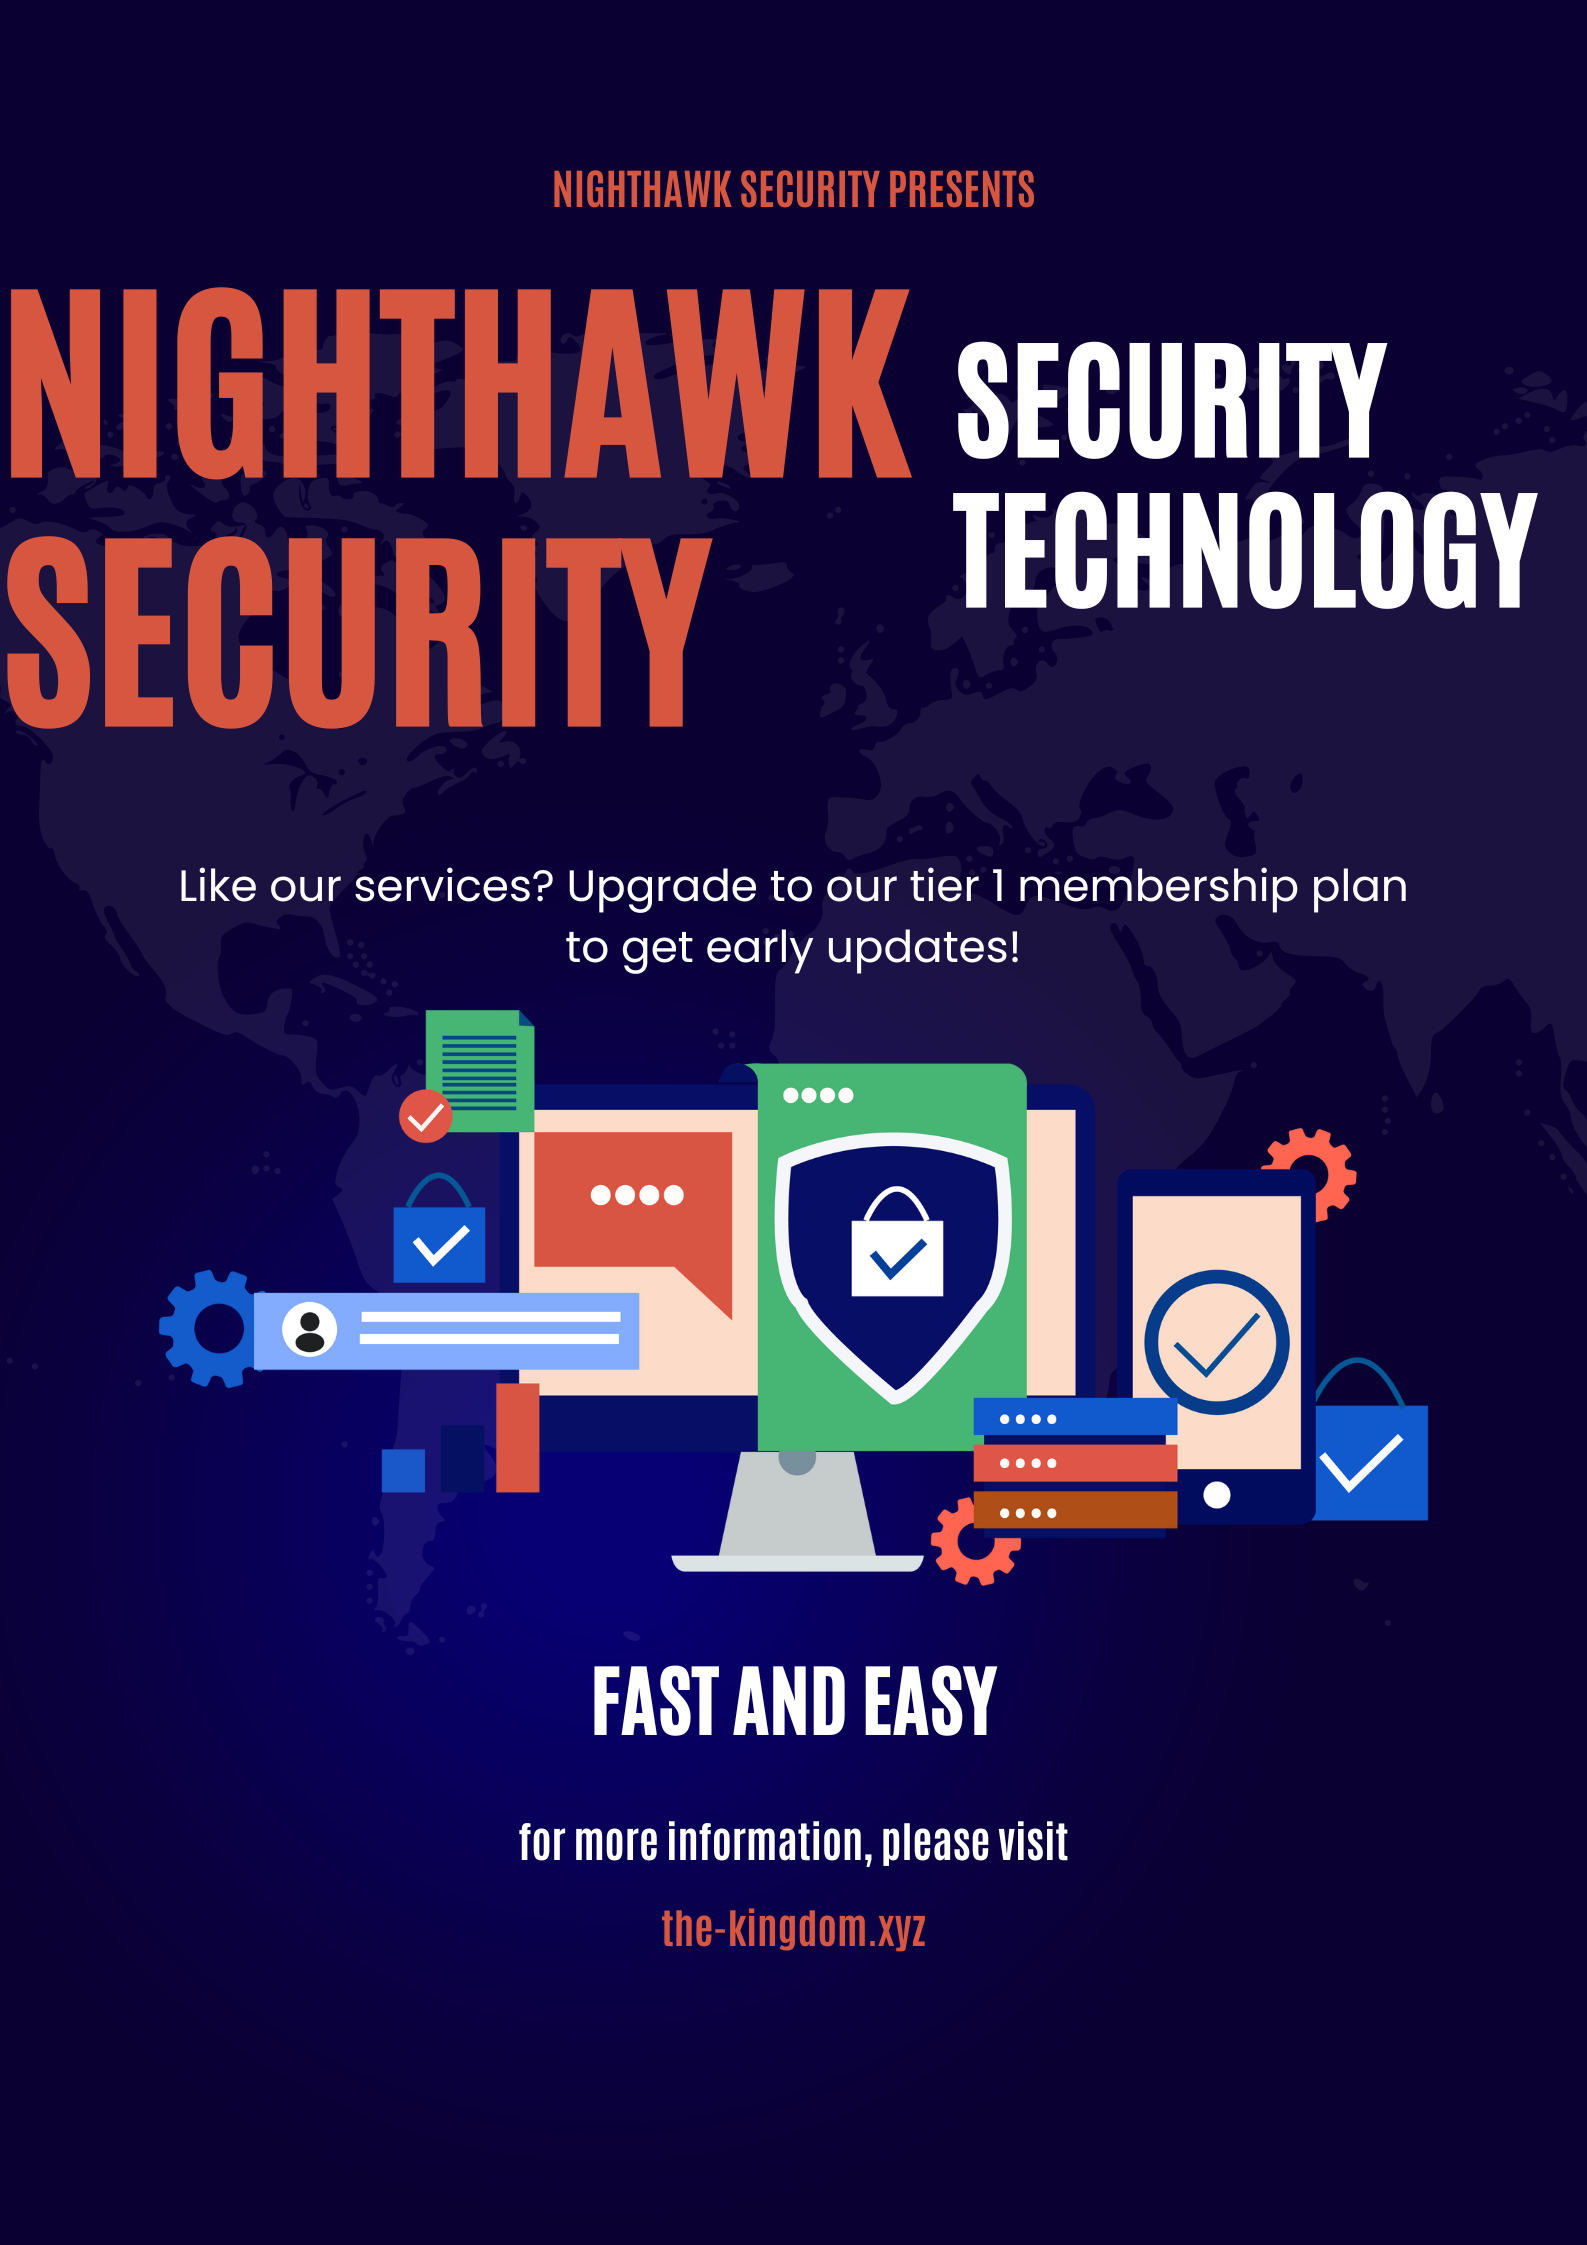 NIGHTHAWK SECURITY PRESENTS
NIGHTHAWK
SECURITY
SECURITY
TECHNOLOGY
Like our services? Upgrade to our tier 1 membership plan
to get early updates!
FAST AND EASY
for more information, please visit
the-kingdom.xyz